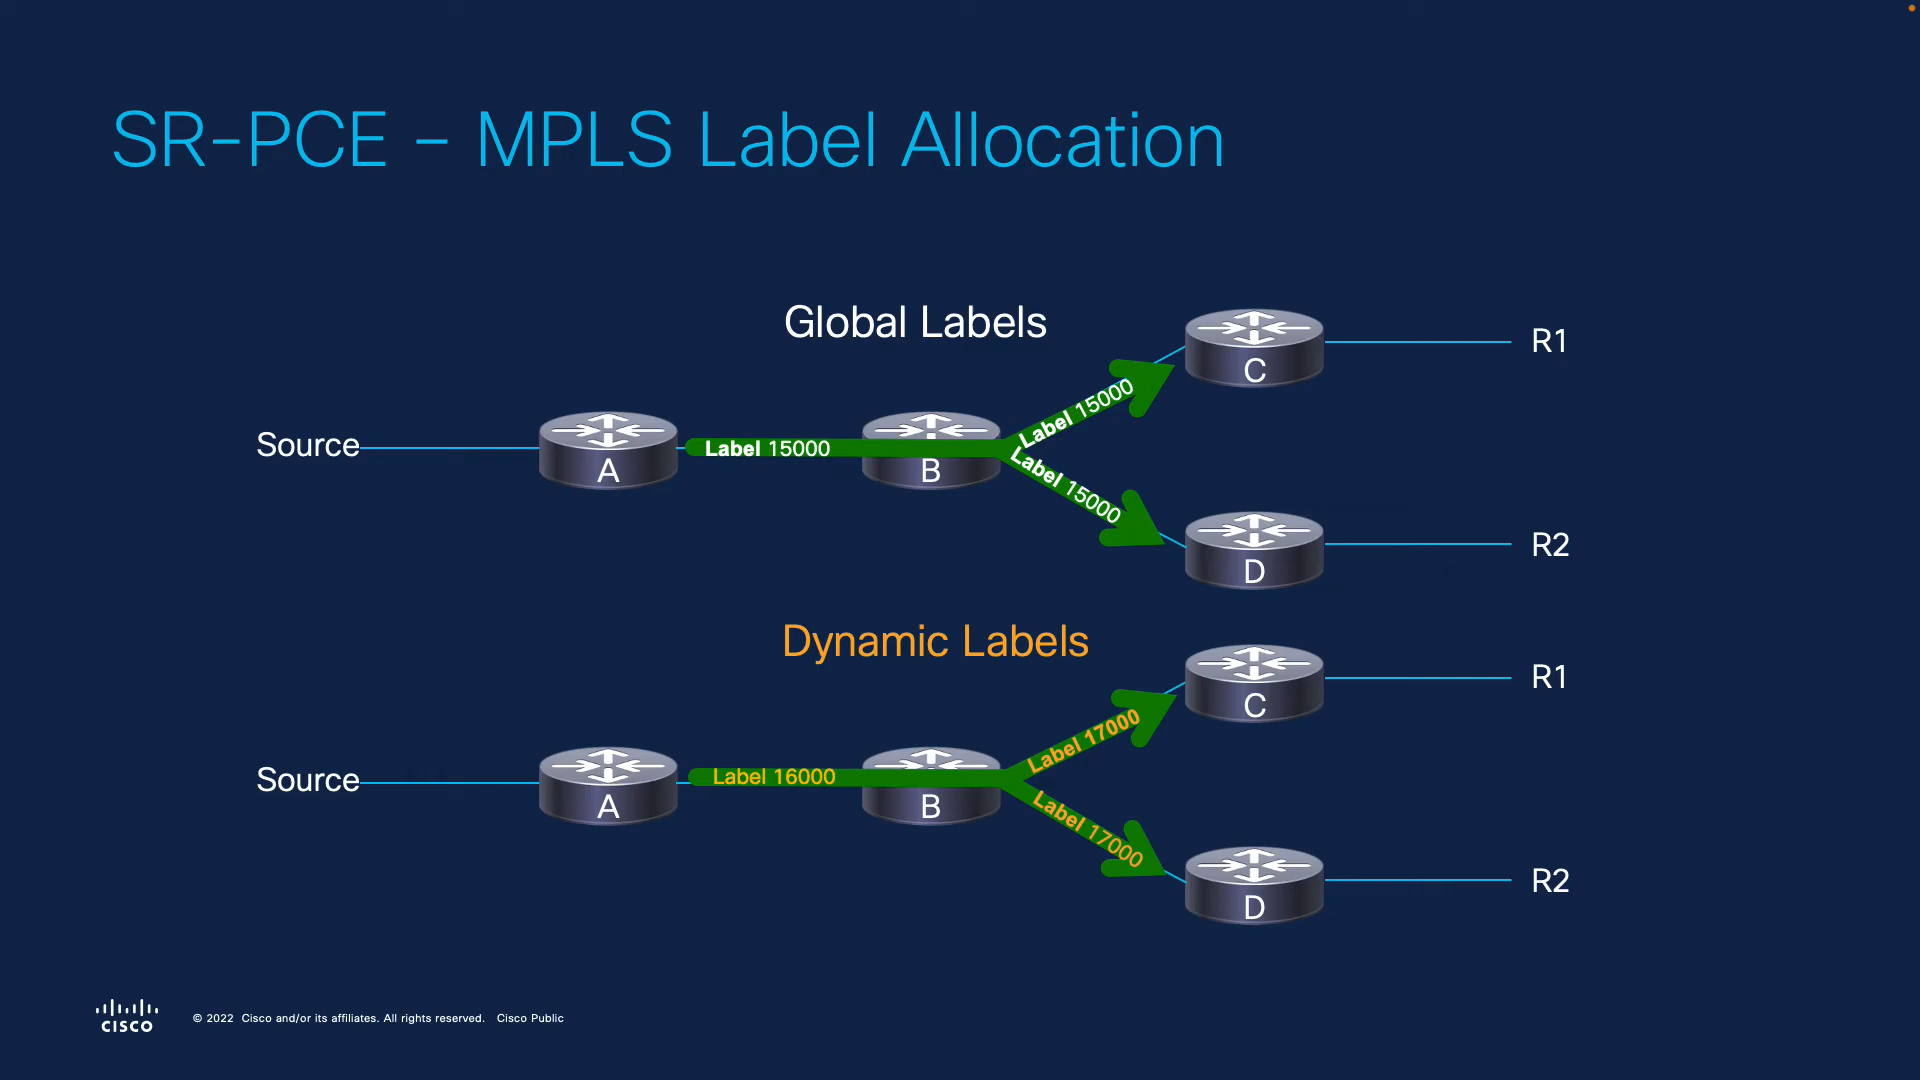 SR-PCE – MPLS Label Allocation
Global Labels
C
R1
Label 15000
Source
A
Label 15000
B
Label 15000
D
R2
Dynamic Labels
C
R1
Label 17000
Source
A
Label 16000
B
Label 17000
D
R2
CISCO
© 2022 Cisco and/or its affiliates. All rights reserved. Cisco Public